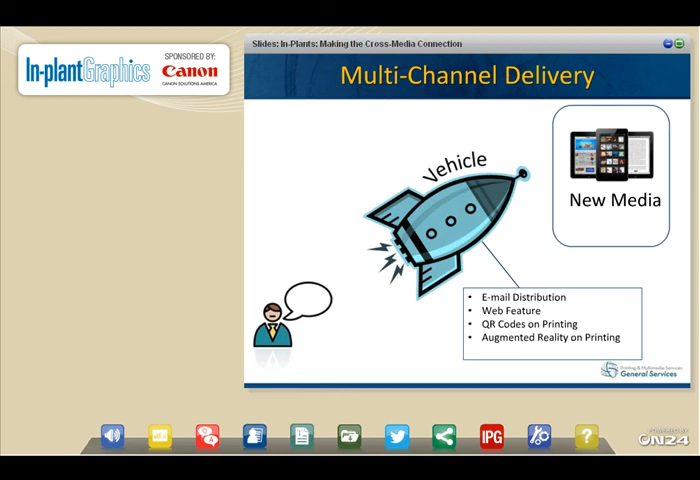 Slides: In-Plants: Making the Cross-Media Connection
In-plantGraphics
SPONSORED BY:
Canon
CANON SOLUTIONS AMERICA
Multi-Channel Delivery
Vehicle
New Media
• E-mail Distribution
• Web Feature
• QR Codes on Printing
• Augmented Reality on Printing
Printing & Multimedia Services
General Services
Q
A
IPG
?
POWERED BY
ON24